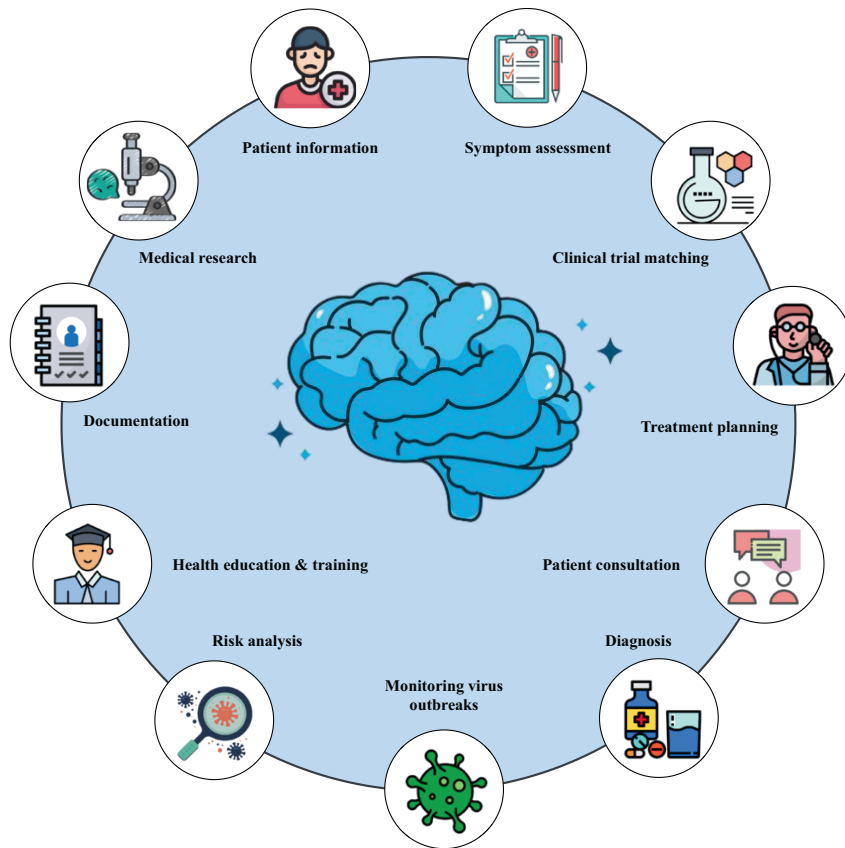 Patient information
Symptom assessment
Medical research
Clinical trial matching
Documentation
Treatment planning
Health education & training
Patient consultation
Risk analysis
Diagnosis
Monitoring virus
outbreaks